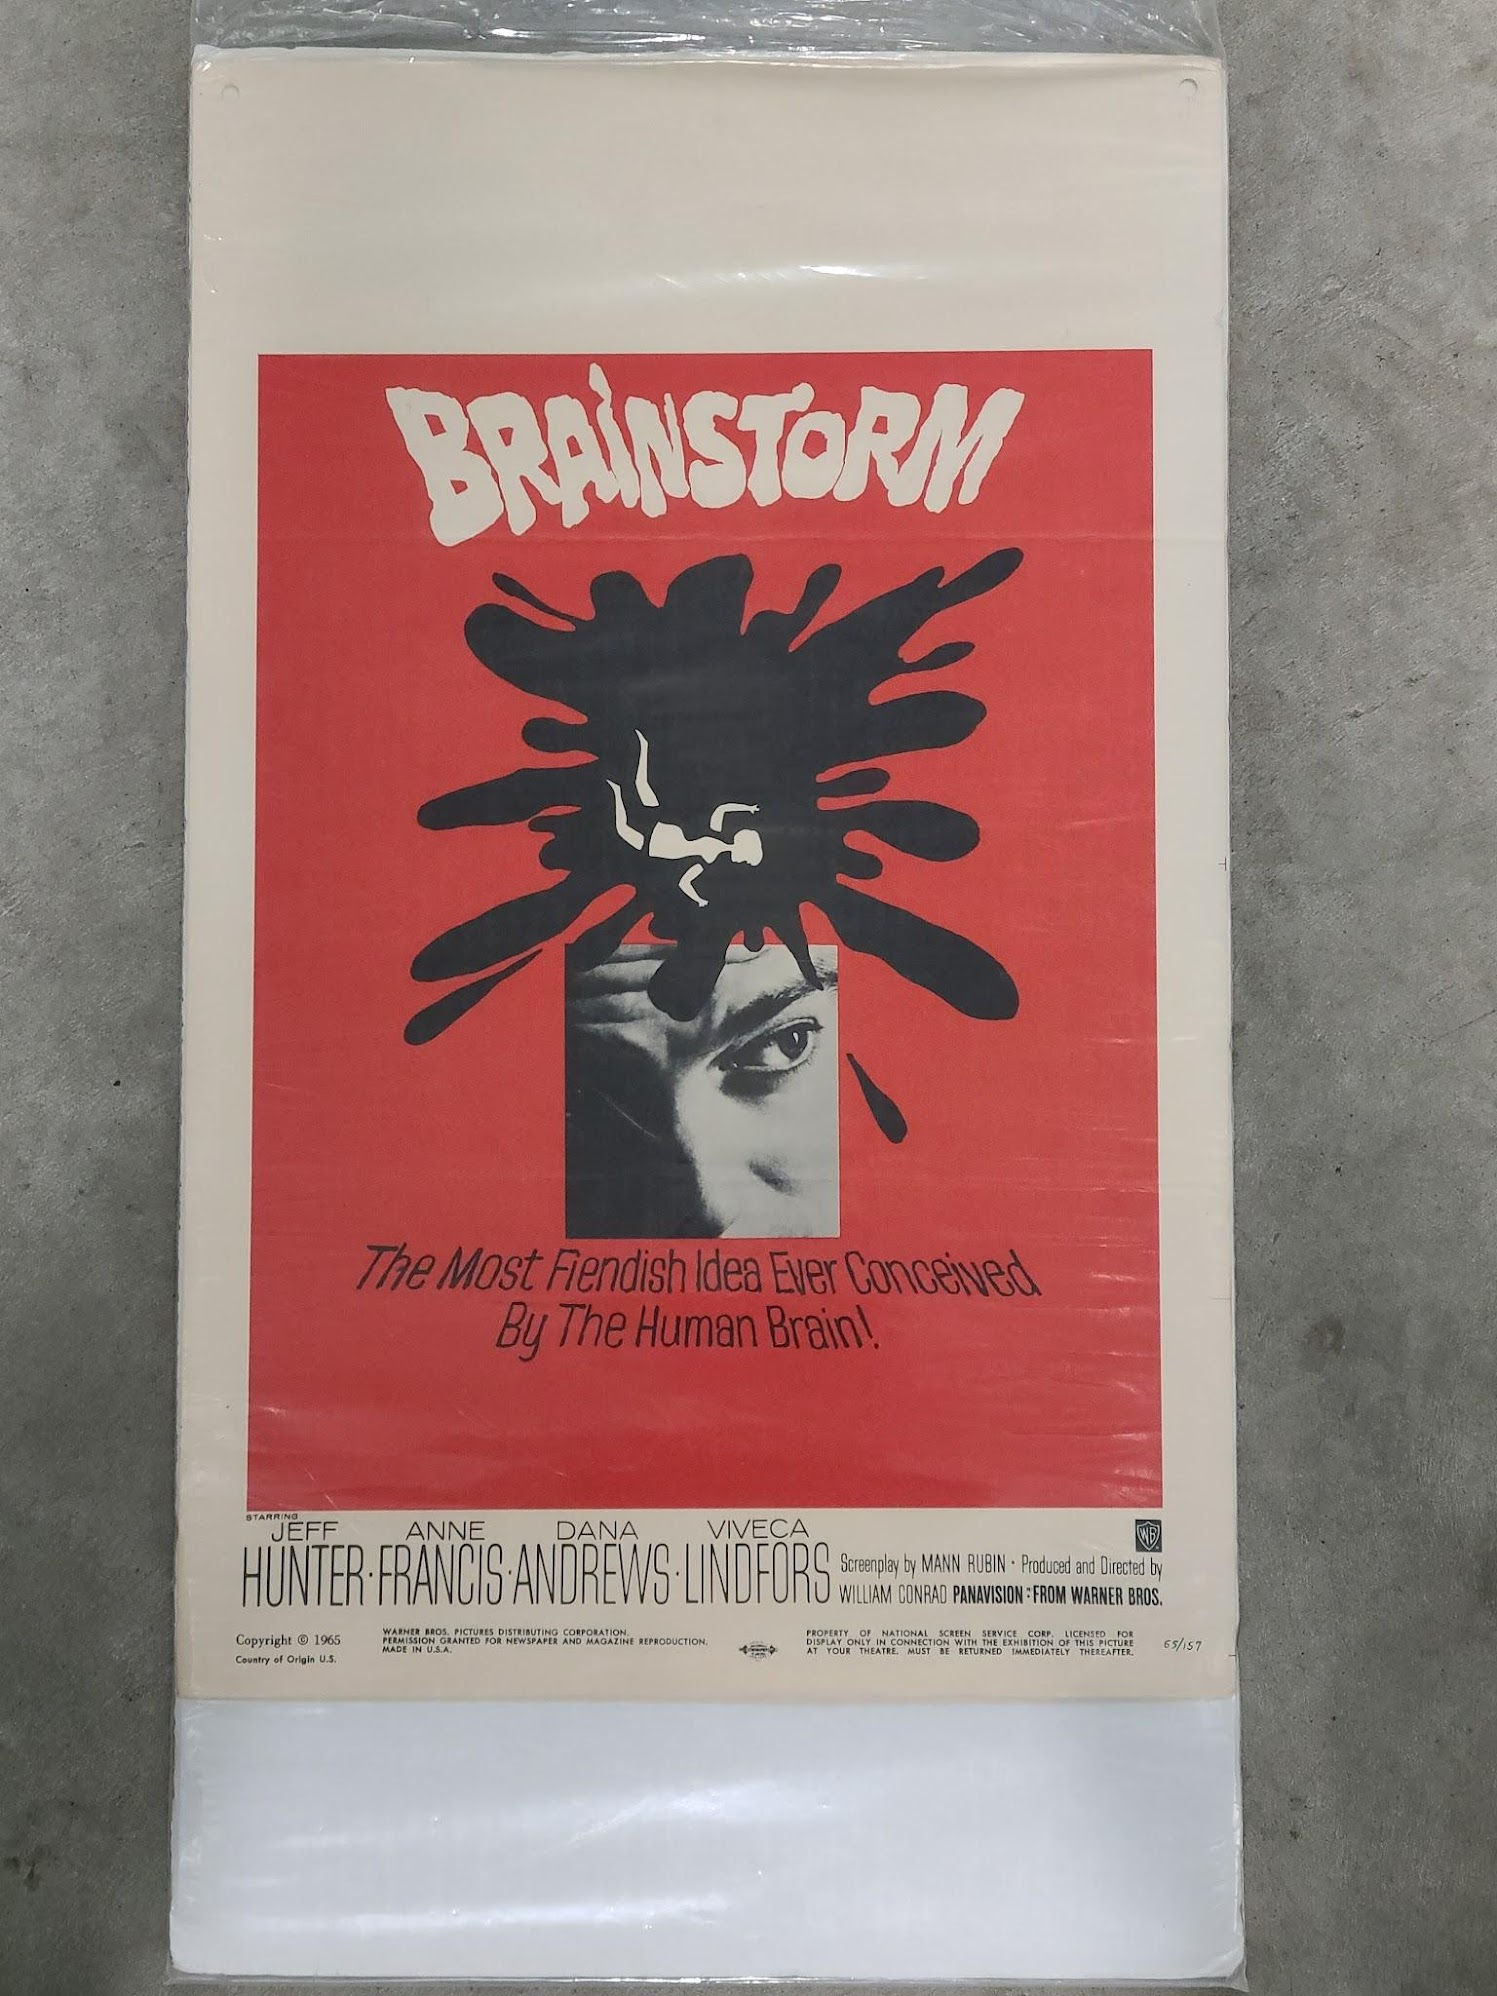 BRAINSTORM
The Most Fiendish Idea Ever Conceived
By The Human Brain!
STARRING
JEFF ANNE DANA VIVECA
HUNTER·FRANCIS·ANDREWS·LINDFORS
WB
Screenplay by MANN RUBIN · Produced and Directed by
WILLIAM CONRAD PANAVISION® FROM WARNER BROS.
Copyright © 1965
Country of Origin U.S.
WARNER BROS. PICTURES DISTRIBUTING CORPORATION.
PERMISSION GRANTED FOR NEWSPAPER AND MAGAZINE REPRODUCTION.
MADE IN U.S.A.
PROPERTY OF NATIONAL SCREEN SERVICE CORP. LICENSED FOR
DISPLAY ONLY IN CONNECTION WITH THE EXHIBITION OF THIS PICTURE
AT YOUR THEATRE. MUST BE RETURNED IMMEDIATELY THEREAFTER.
65/157